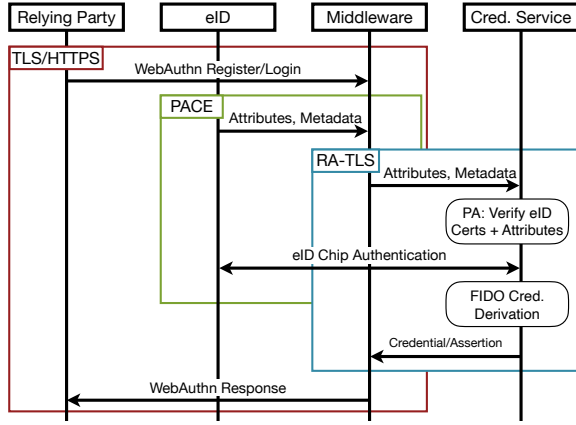 Relying Party
eID
Middleware
Cred. Service
TLS/HTTPS
WebAuthn Register/Login
PACE
Attributes, Metadata
RA-TLS
Attributes, Metadata
PA: Verify eID
Certs + Attributes
eID Chip Authentication
FIDO Cred.
Derivation
Credential/Assertion
WebAuthn Response